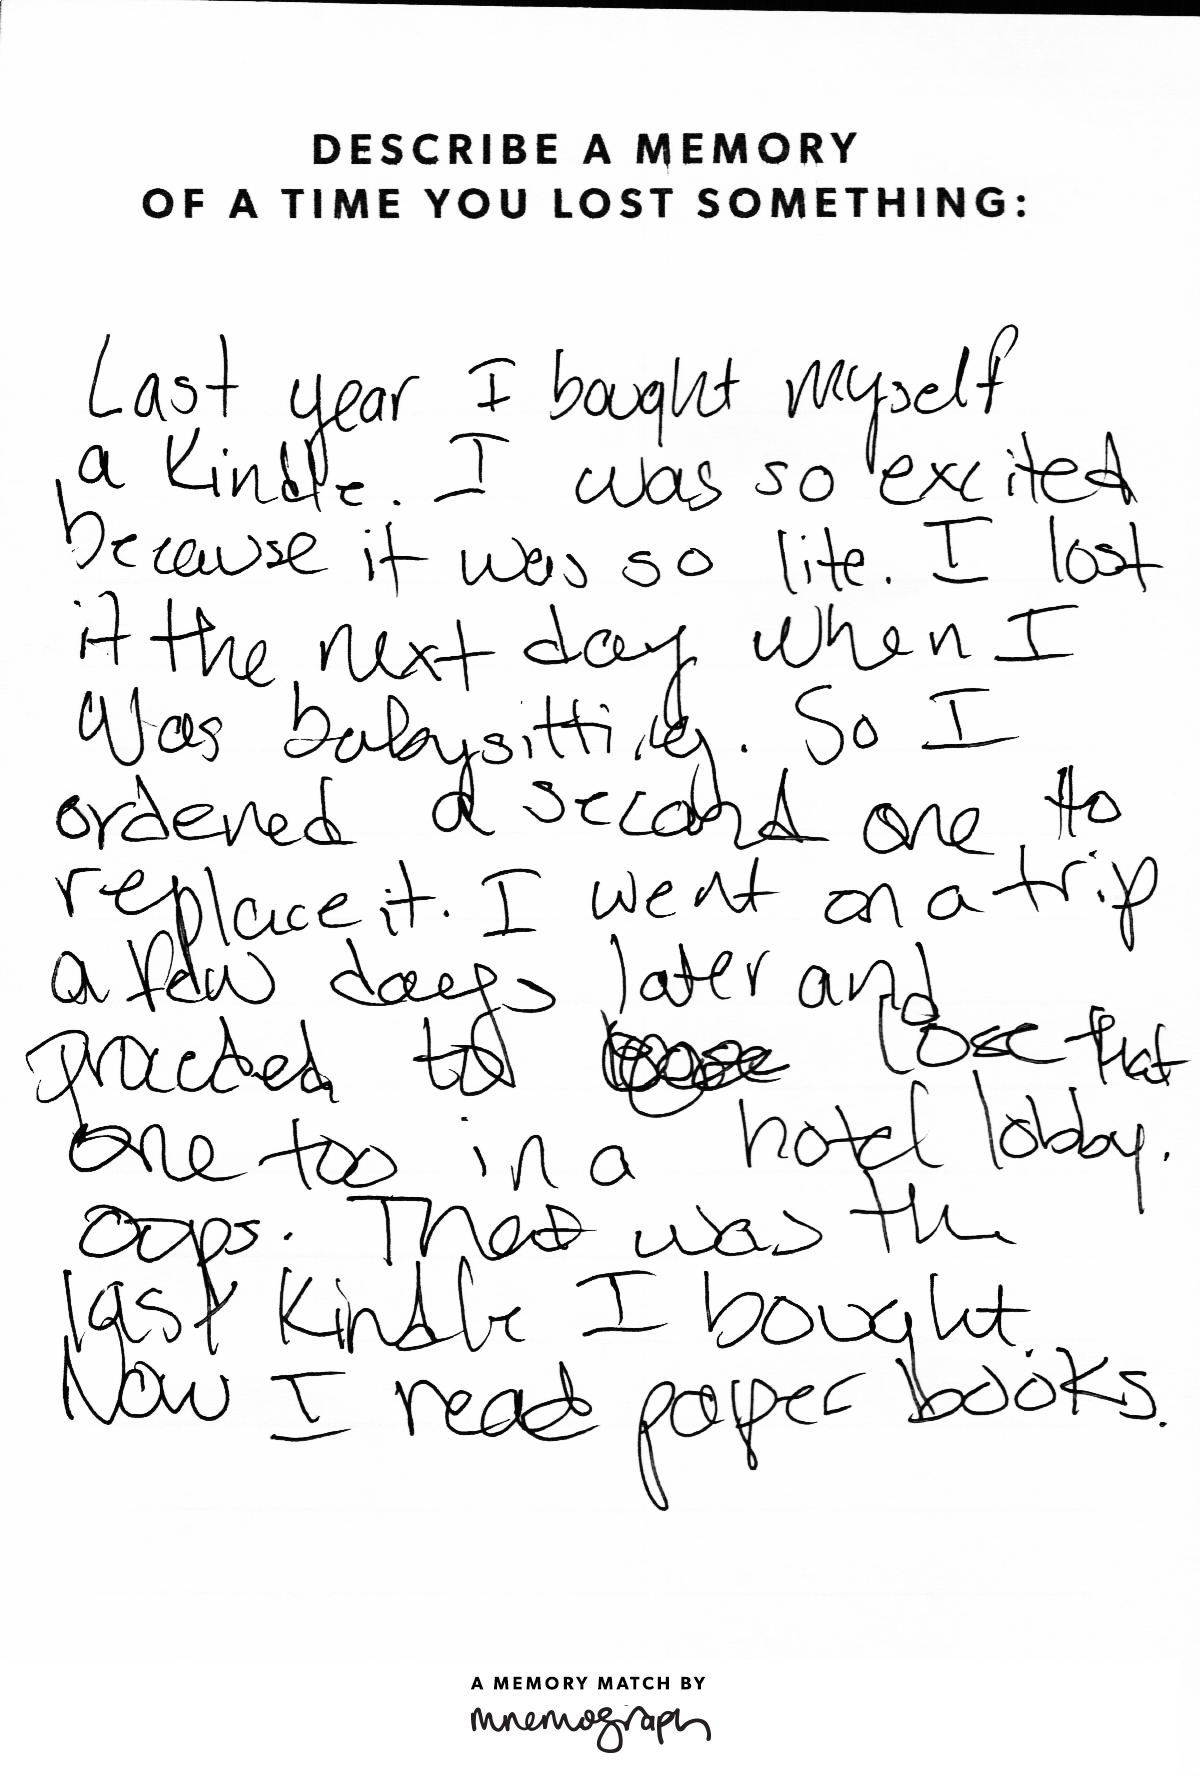 DESCRIBE A MEMORY
OF A TIME YOU LOST SOMETHING:
Last year I bought myself
a Kindle. I was so excited
because it was so lite. I lost
it the next day when I
was babysitting. So I
ordered a second one to
replace it. I went on a trip
a few days later and
lose that
one too in a hotel lobby.
oops. That was the
last Kindle I bought.
Now I read paper books.
A MEMORY MATCH BY
mnemograph